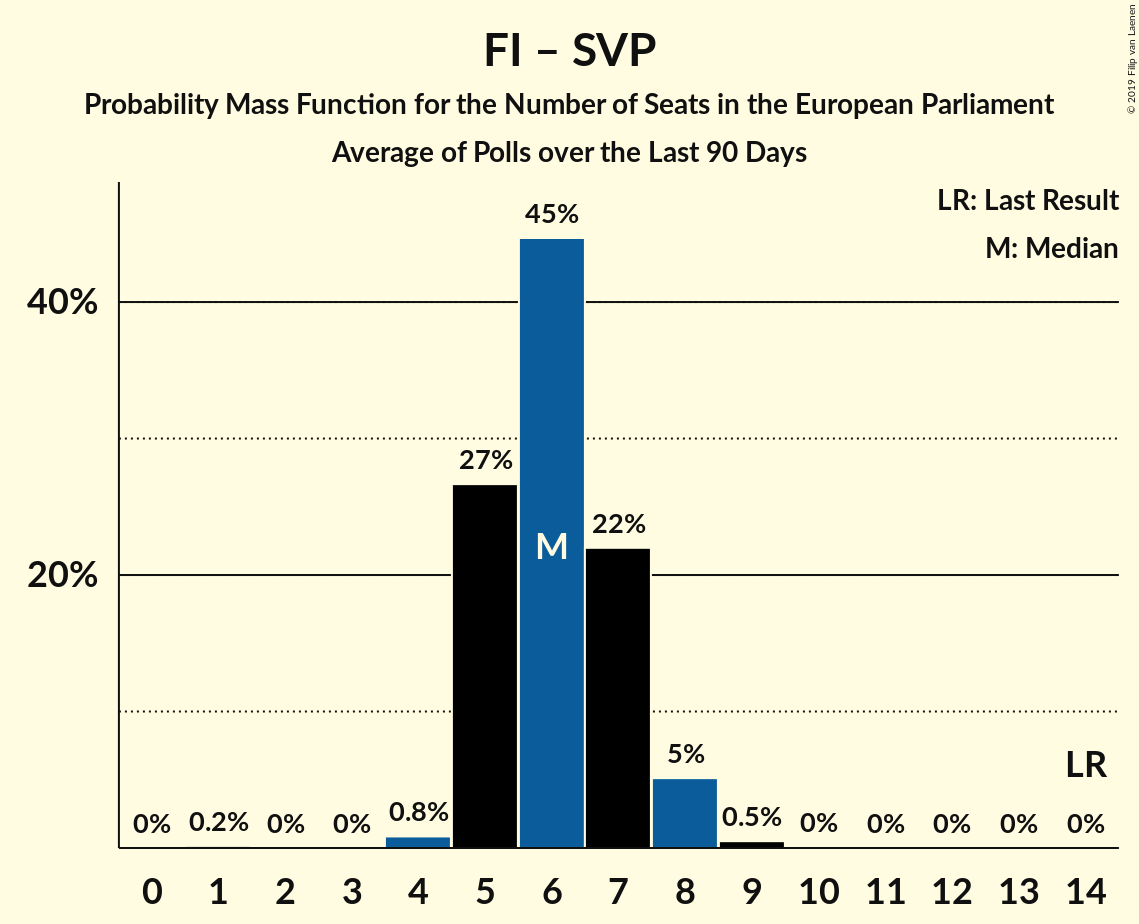 FI – SVP
Probability Mass Function for the Number of Seats in the European Parliament
Average of Polls over the Last 90 Days
© 2019 Filip van Laenen
LR: Last Result
M: Median
45%
40%
27%
22%
M
20%
5%
LR
0% 0.2% 0% 0% 0.8% 0.5% 0% 0% 0% 0% 0%
0 1 2 3 4 5 6 7 8 9 10 11 12 13 14